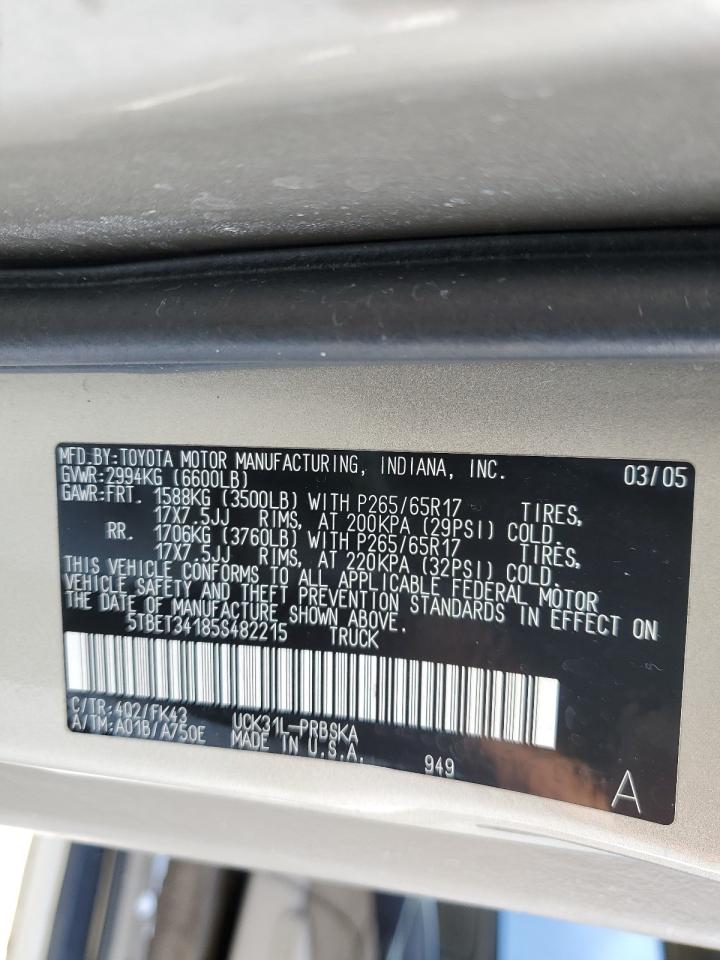 MFD.BY:TOYOTA MOTOR MANUFACTURING, INDIANA, INC. 03/05
GVWR:2994KG (6600LB)
GAWR:FRT. 1588KG (3500LB) WITH P265/65R17 TIRES,
17X7.5JJ RIMS, AT 200KPA (29PSI) COLD.
RR. 1706KG (3760LB) WITH P265/65R17 TIRES,
17X7.5JJ RIMS, AT 220KPA (32PSI) COLD.
THIS VEHICLE CONFORMS TO ALL APPLICABLE FEDERAL MOTOR
VEHICLE SAFETY AND THEFT PREVENTION STANDARDS IN EFFECT ON
THE DATE OF MANUFACTURE SHOWN ABOVE.
5TBET34185S482215 TRUCK
C/TR:4Q2/FK43 UCK31L-PRBSKA
A/TM:A01B/A750E MADE IN U.S.A. 949
A